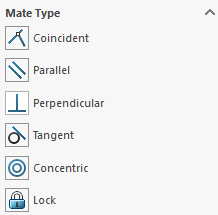 Mate Type
Coincident
Parallel
Perpendicular
Tangent
Concentric
Lock